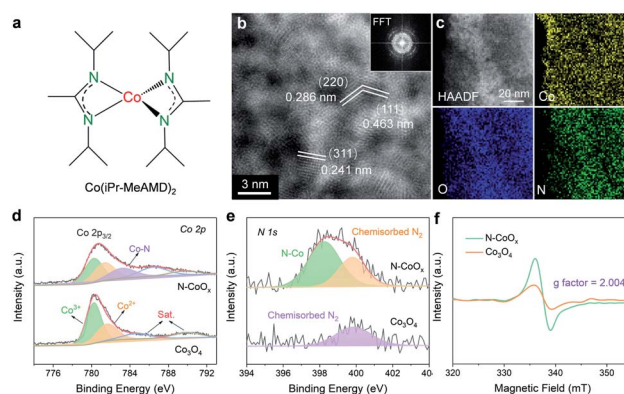 a
N
N
Co
N
N
Co(iPr-MeAMD)₂
b
FFT
(220)
0.286 nm
(111)
0.463 nm
(311)
0.241 nm
3 nm
c
HAADF
20 nm
Co
O
N
d
Co 2p
Co 2p₃/₂
Co-N
N-CoOₓ
Co³⁺
Co²⁺
Sat.
Co₃O₄
Intensity (a.u.)
776 780 784 788 792
Binding Energy (eV)
e
N 1s
Chemisorbed N₂
N-Co
N-CoOₓ
Chemisorbed N₂
Co₃O₄
Intensity (a.u.)
394 396 398 400 402 40
Binding Energy (eV)
f
N-CoOₓ
Co₃O₄
g factor = 2.004
Intensity (a.u.)
320 330 340 35
Magnetic Field (mT)